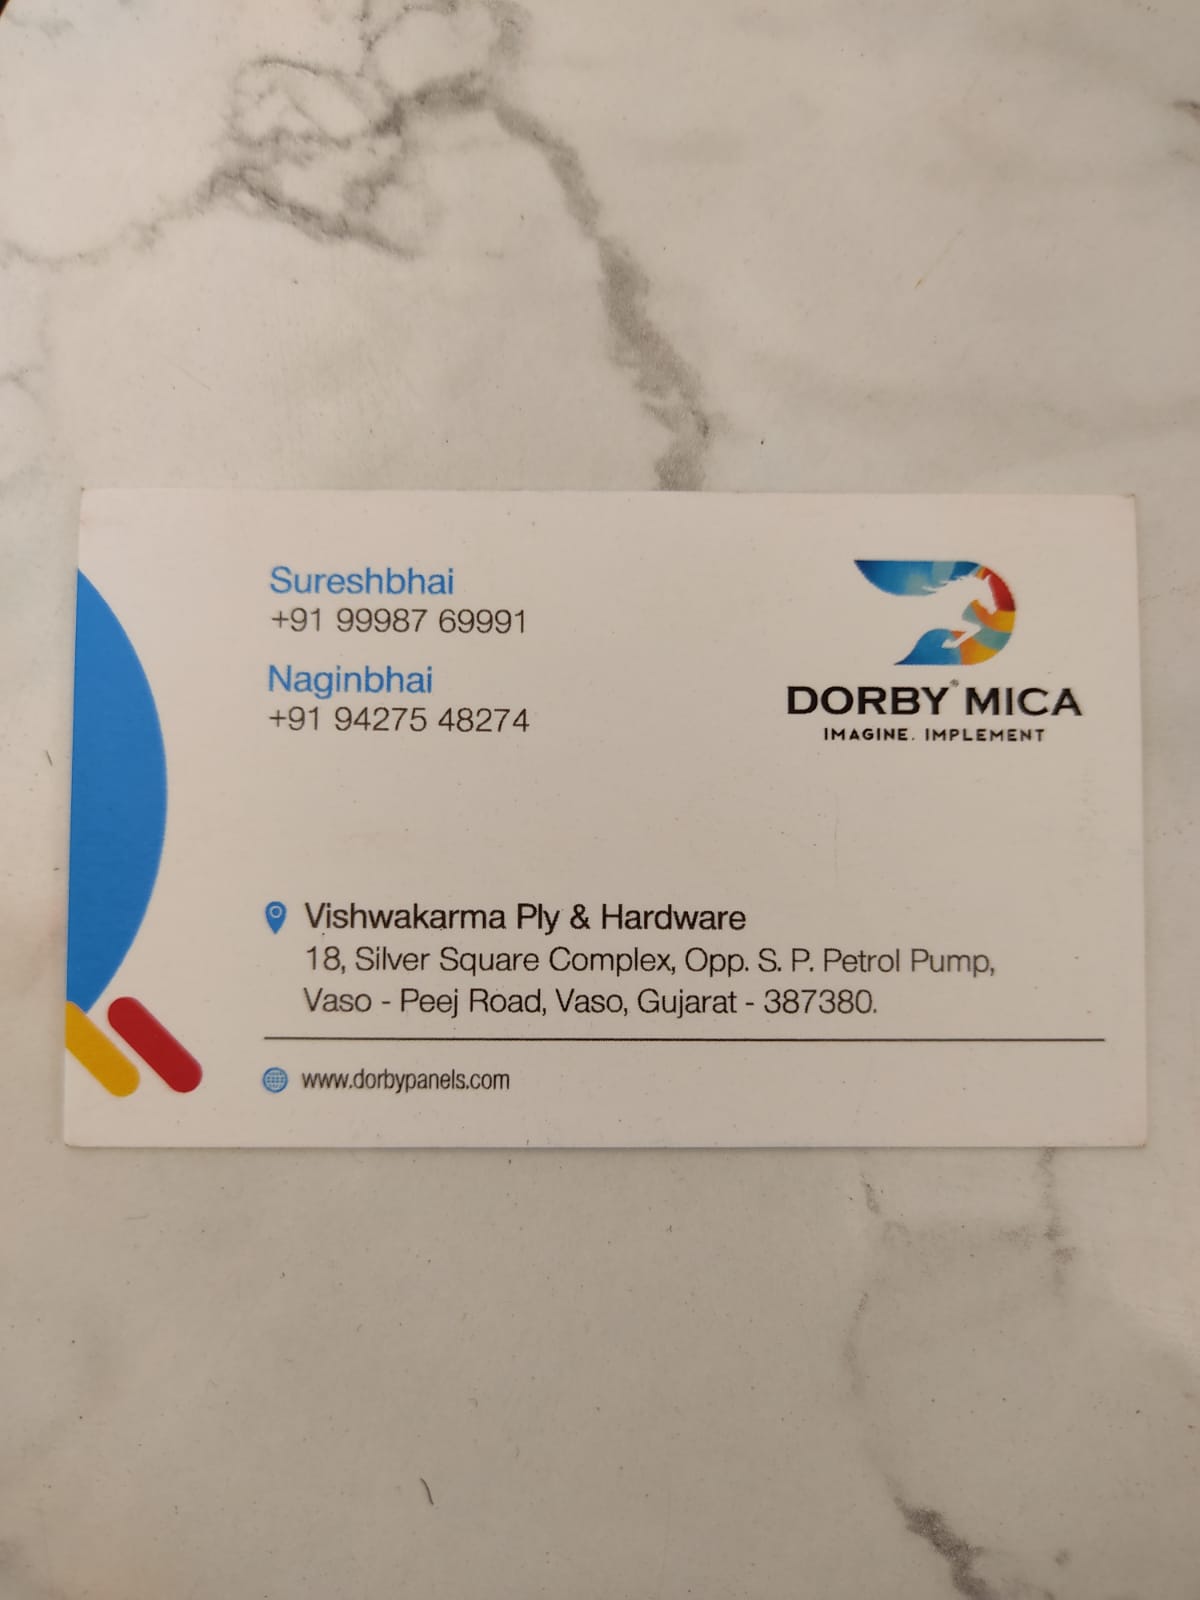 Sureshbhai
+91 99987 69991
Naginbhai
+91 94275 48274
DORBY® MICA
IMAGINE. IMPLEMENT
Vishwakarma Ply & Hardware
18, Silver Square Complex, Opp. S. P. Petrol Pump,
Vaso - Peej Road, Vaso, Gujarat - 387380.
www.dorbypanels.com